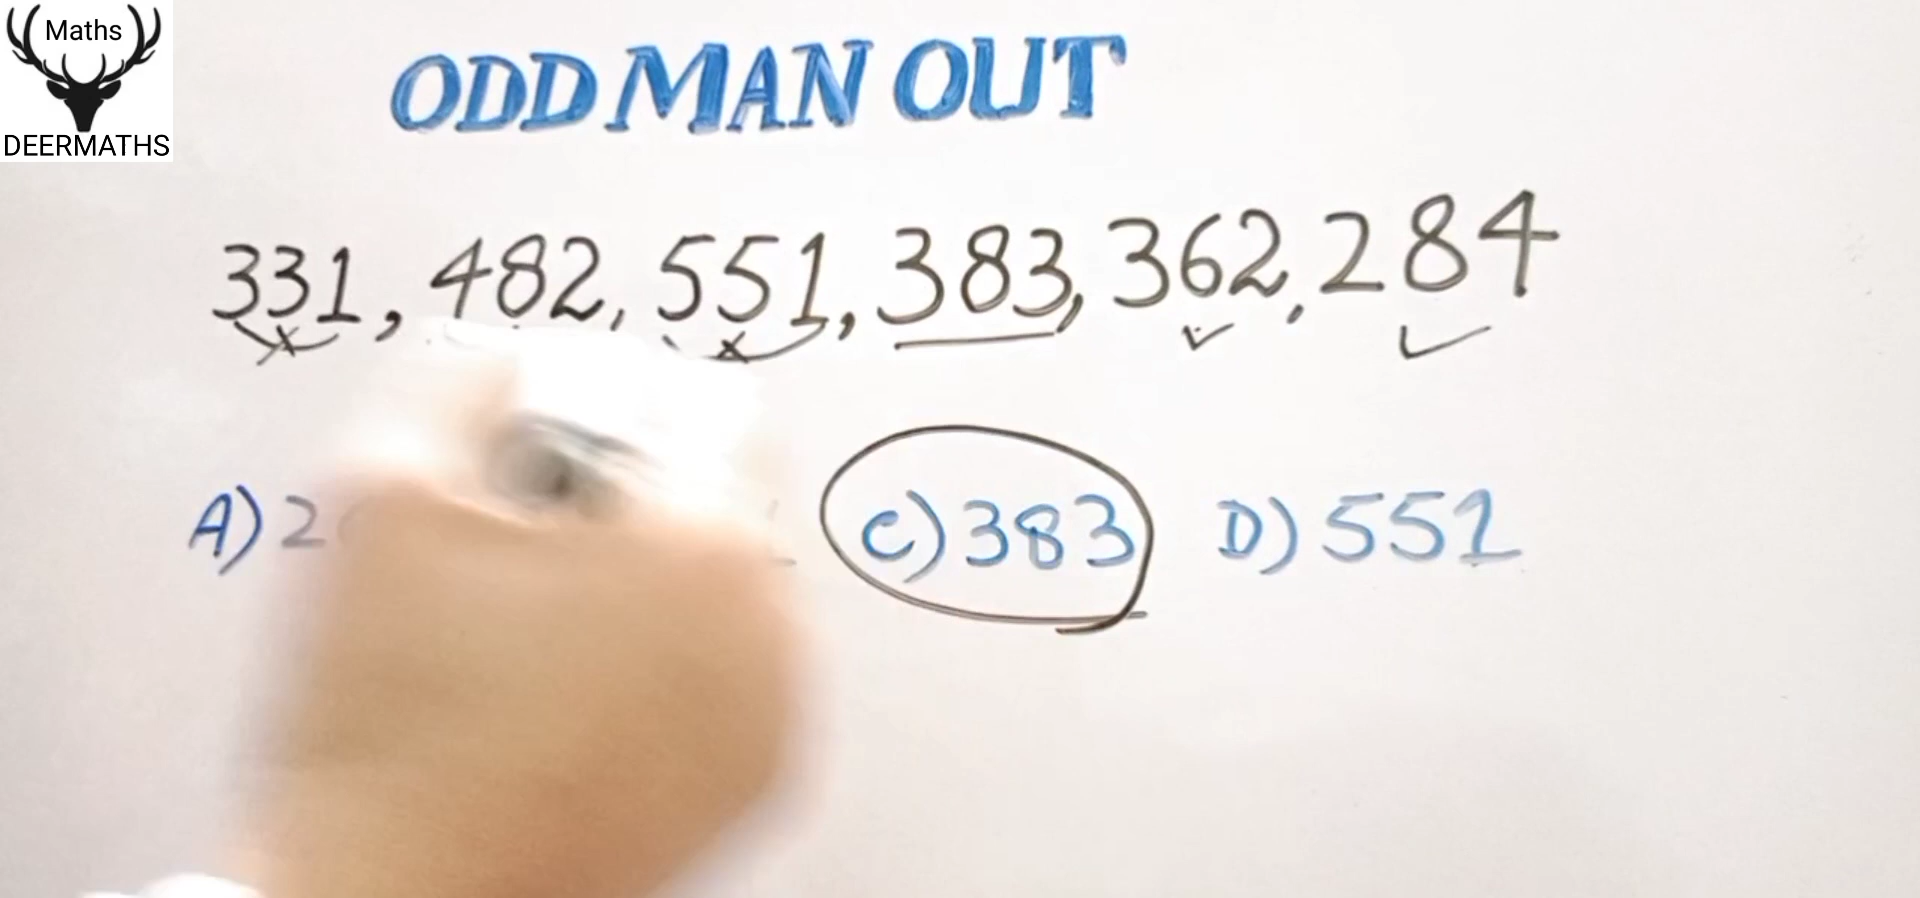 Maths
DEERMATHS
ODD MAN OUT
331, 482, 551, 383, 362, 284
A) 2 C) 383 D) 551